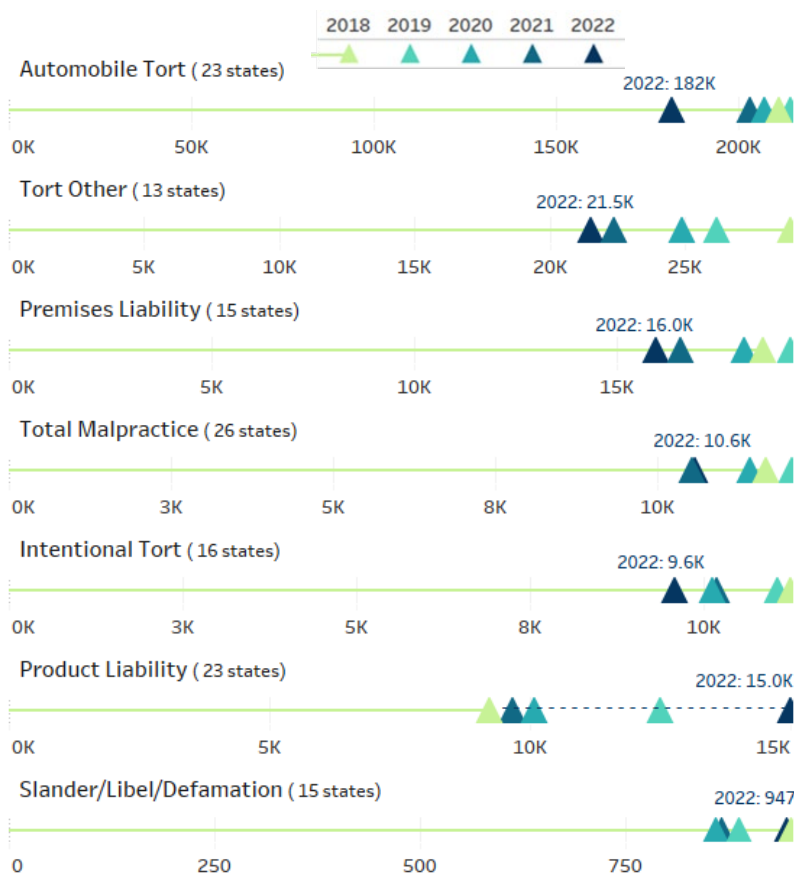 2018 2019 2020 2021 2022
Automobile Tort ( 23 states)
2022: 182K
0K 50K 100K 150K 200K
Tort Other ( 13 states)
2022: 21.5K
0K 5K 10K 15K 20K 25K
Premises Liability ( 15 states)
2022: 16.0K
0K 5K 10K 15K
Total Malpractice ( 26 states)
2022: 10.6K
0K 3K 5K 8K 10K
Intentional Tort ( 16 states)
2022: 9.6K
0K 3K 5K 8K 10K
Product Liability ( 23 states)
2022: 15.0K
0K 5K 10K 15K
Slander/Libel/Defamation ( 15 states)
2022: 947
0 250 500 750